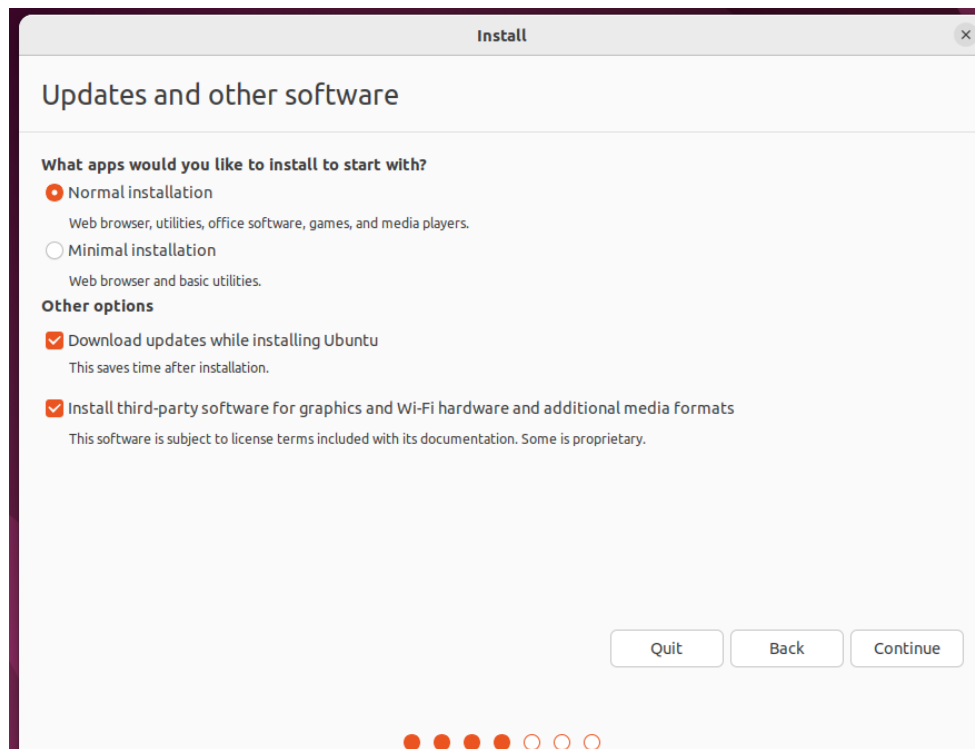 Install
Updates and other software
What apps would you like to install to start with?
Normal installation
Web browser, utilities, office software, games, and media players.
Minimal installation
Web browser and basic utilities.
Other options
Download updates while installing Ubuntu
This saves time after installation.
Install third-party software for graphics and Wi-Fi hardware and additional media formats
This software is subject to license terms included with its documentation. Some is proprietary.
Quit Back Continue